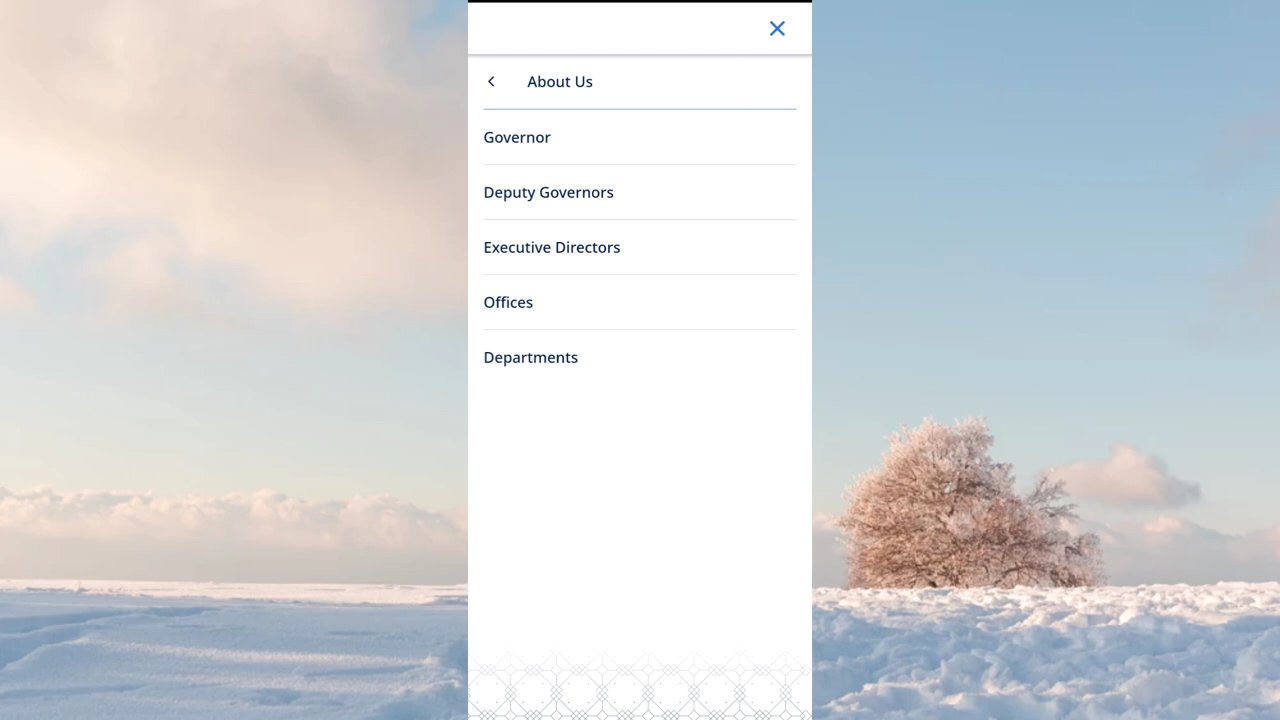 About Us
Governor
Deputy Governors
Executive Directors
Offices
Departments